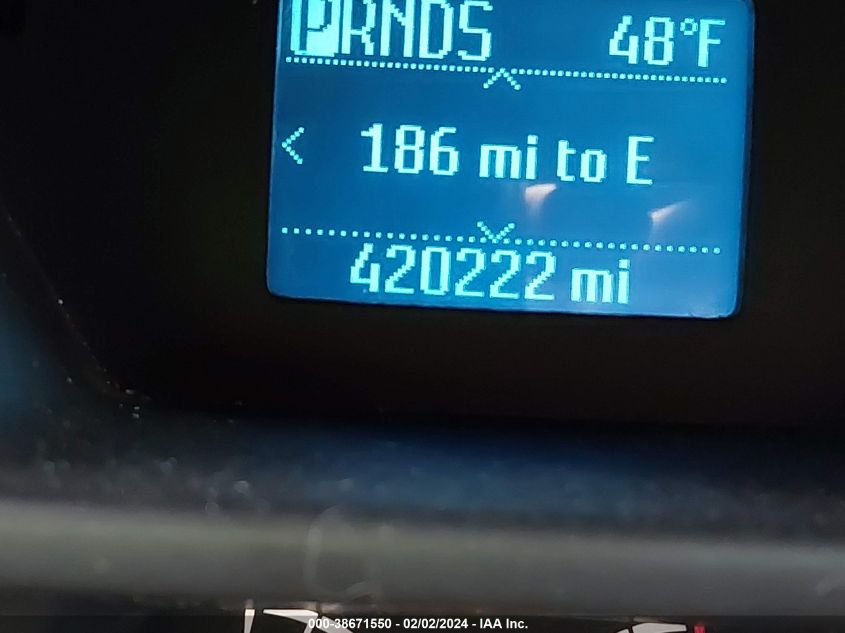 PRNDS 48°F
< 186 mi to E
420222 mi
000-38671550 - 02/02/2024 - IAA Inc.